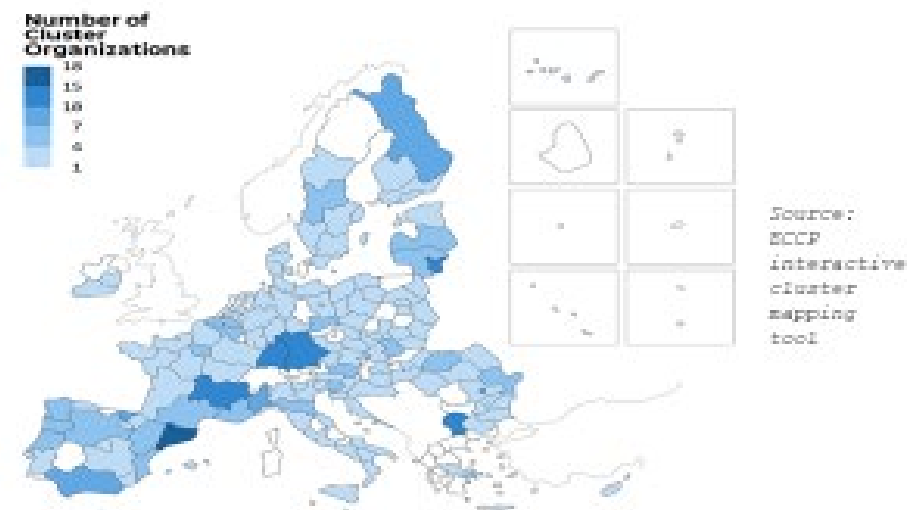 Number of
Cluster
Organizations
18
15
10
7
4
1
Source:
ECCP
interactive
cluster
mapping
tool